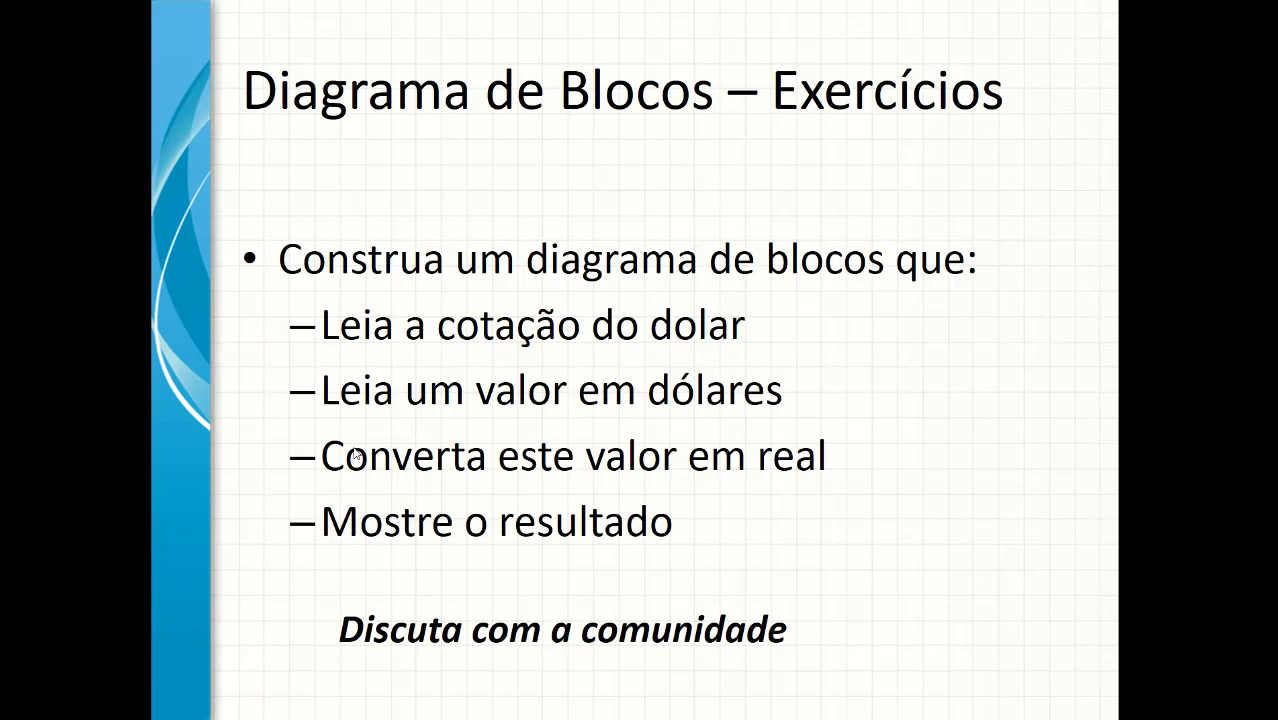 Diagrama de Blocos – Exercícios
• Construa um diagrama de blocos que:
–Leia a cotação do dolar
–Leia um valor em dólares
–Converta este valor em real
–Mostre o resultado
Discuta com a comunidade